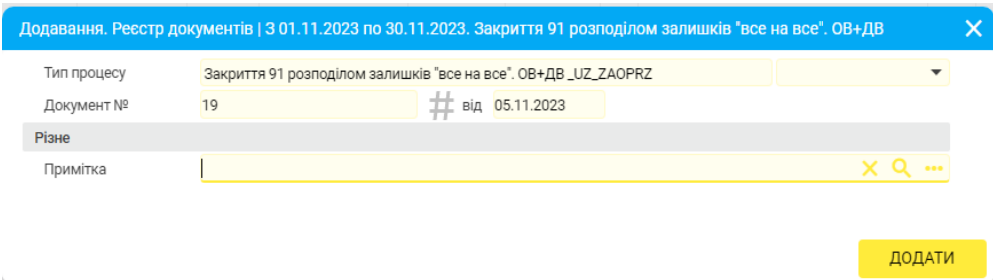 Додавання. Реєстр документів | З 01.11.2023 по 30.11.2023. Закриття 91 розподілом залишків "все на все". ОВ+ДВ
Тип процесу Закриття 91 розподілом залишків "все на все". ОВ+ДВ _UZ_ZAOPRZ
Документ № 19 # від 05.11.2023
Різне
Примітка
ДОДАТИ